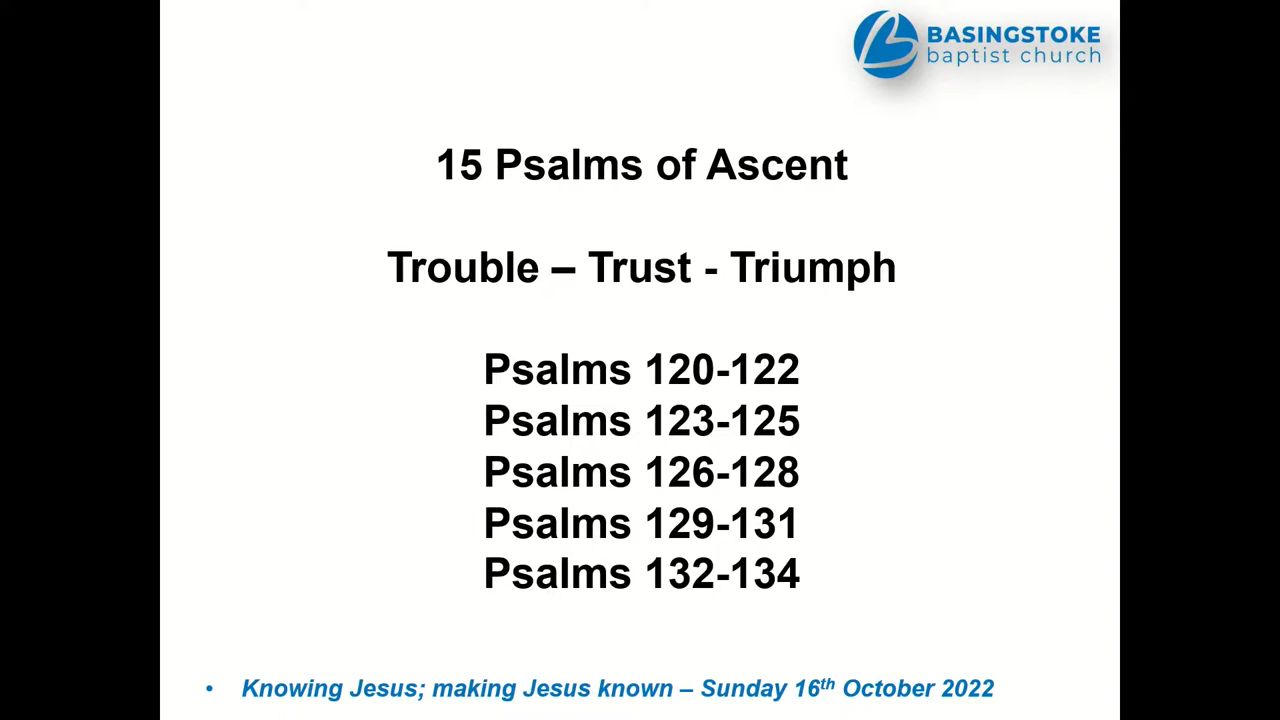 BASINGSTOKE
baptist church
15 Psalms of Ascent
Trouble – Trust - Triumph
Psalms 120-122
Psalms 123-125
Psalms 126-128
Psalms 129-131
Psalms 132-134
• Knowing Jesus; making Jesus known – Sunday 16th October 2022